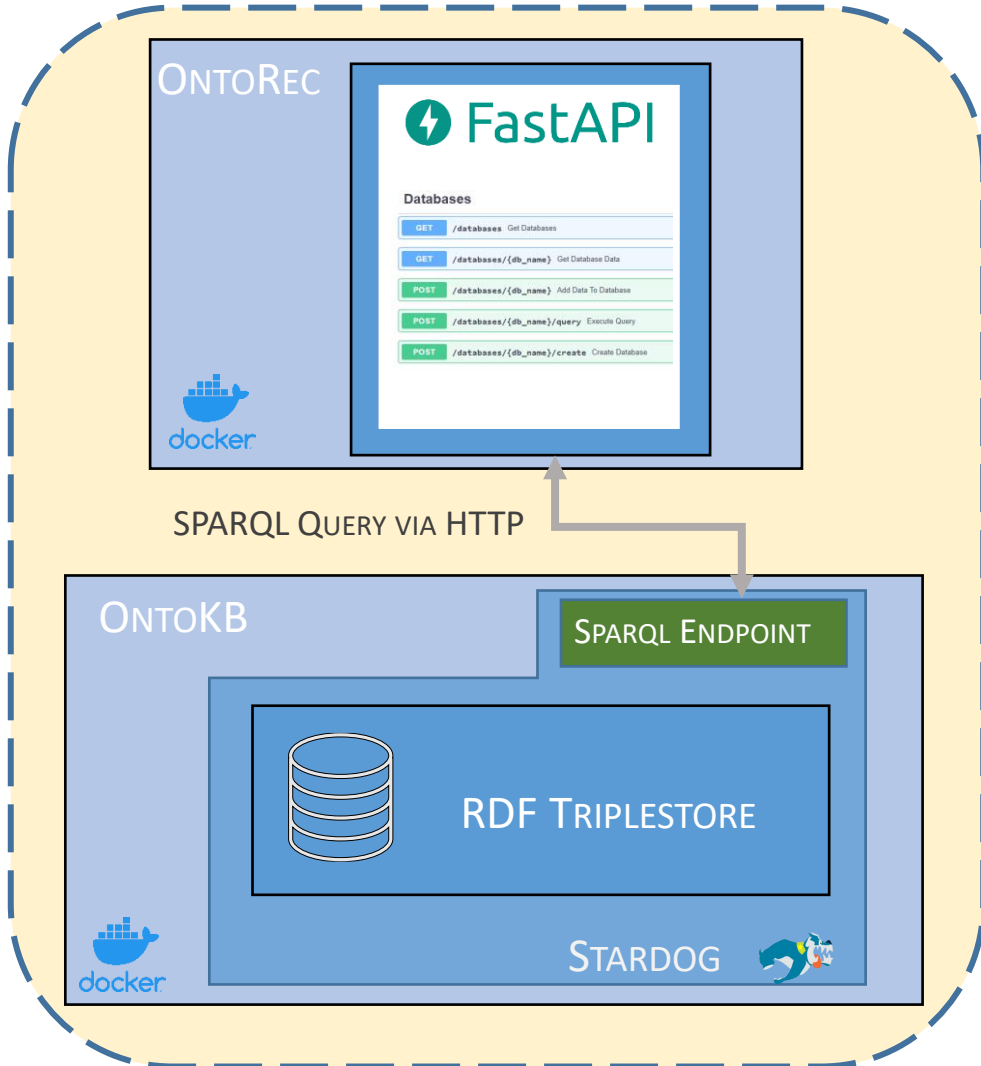 OntoRec
FastAPI
Databases
GET /databases Get Databases
GET /databases/{db_name} Get Database Data
POST /databases/{db_name} Add Data To Database
POST /databases/{db_name}/query Execute Query
POST /databases/{db_name}/create Create Database
docker
SPARQL Query via HTTP
OntoKB
Sparql Endpoint
RDF Triplestore
Stardog
docker